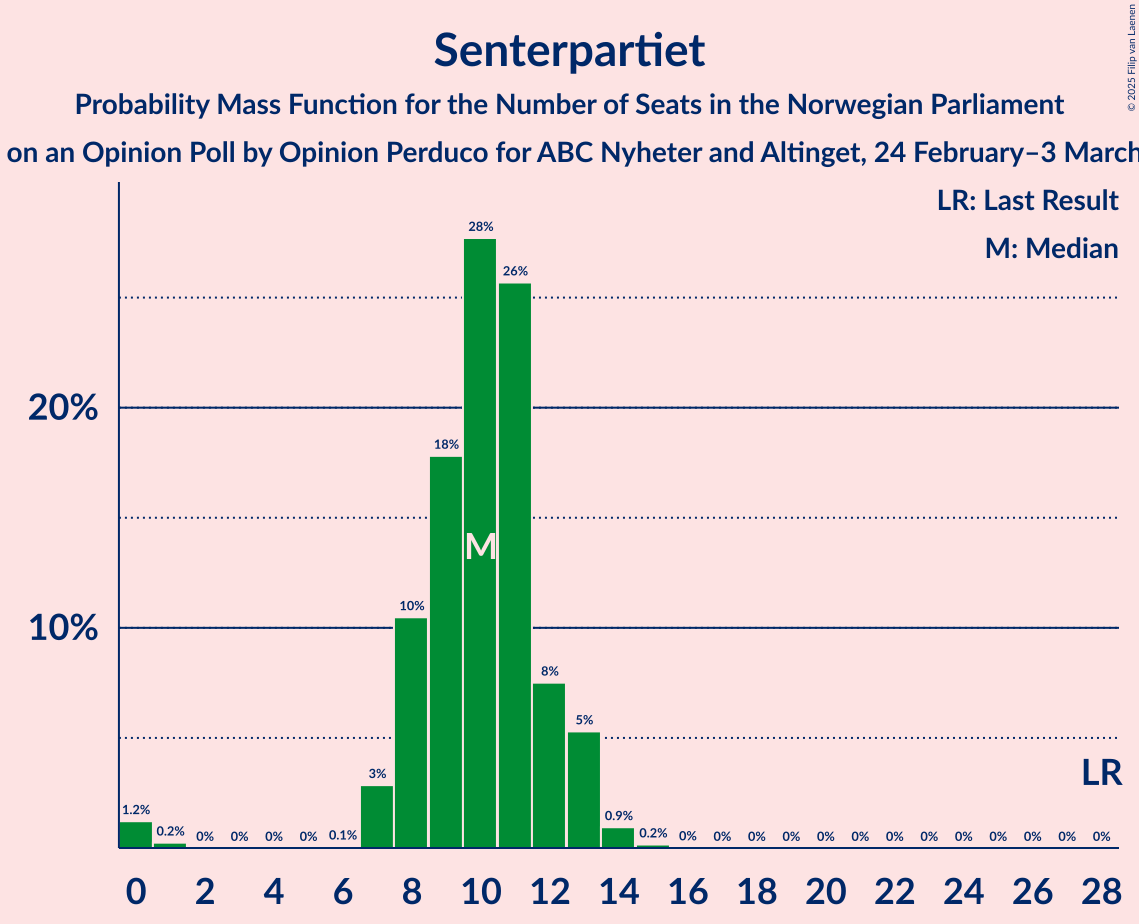 Senterpartiet
© 2025 Filip van Laenen
Probability Mass Function for the Number of Seats in the Norwegian Parliament
on an Opinion Poll by Opinion Perduco for ABC Nyheter and Altinget, 24 February–3 March
LR: Last Result
M: Median
28%
26%
20%
18%
M
10%
10%
8%
5%
LR
3%
1.2% 0.2% 0% 0% 0% 0% 0.1% 0.9% 0.2% 0% 0% 0% 0% 0% 0% 0% 0% 0% 0% 0% 0% 0%
0 2 4 6 8 10 12 14 16 18 20 22 24 26 28